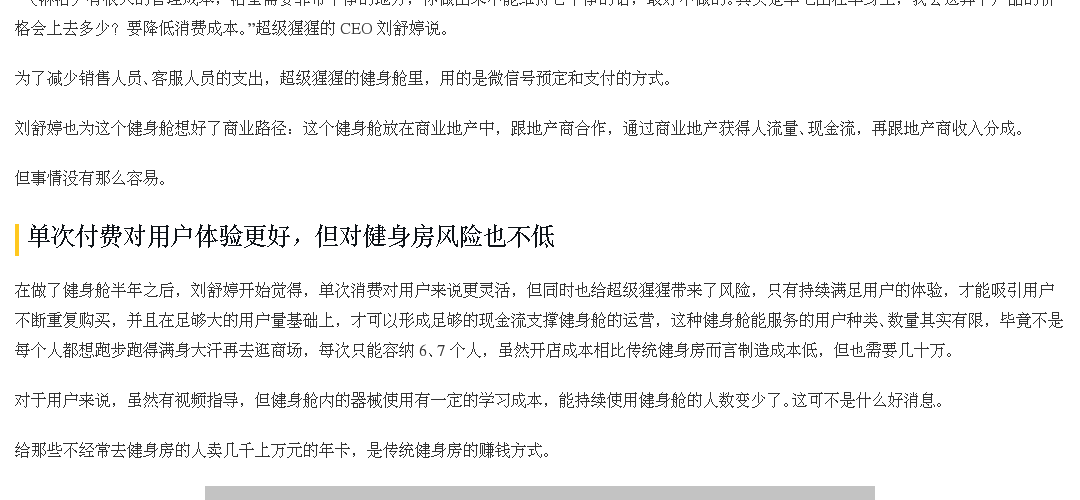 格会上去多少？要降低消费成本。”超级猩猩的 CEO 刘舒婷说。
为了减少销售人员、客服人员的支出，超级猩猩的健身舱里，用的是微信号预定和支付的方式。
刘舒婷也为这个健身舱想好了商业路径：这个健身舱放在商业地产中，跟地产商合作，通过商业地产获得人流量、现金流，再跟地产商收入分成。
但事情没有那么容易。
单次付费对用户体验更好，但对健身房风险也不低
在做了健身舱半年之后，刘舒婷开始觉得，单次消费对用户来说更灵活，但同时也给超级猩猩带来了风险，只有持续满足用户的体验，才能吸引用户
不断重复购买，并且在足够大的用户量基础上，才可以形成足够的现金流支撑健身舱的运营，这种健身舱能服务的用户种类、数量其实有限，毕竟不是
每个人都想跑步跑得满身大汗再去逛商场，每次只能容纳 6、7 个人，虽然开店成本相比传统健身房而言制造成本低，但也需要几十万。
对于用户来说，虽然有视频指导，但健身舱内的器械使用有一定的学习成本，能持续使用健身舱的人数变少了。这可不是什么好消息。
给那些不经常去健身房的人卖几千上万元的年卡，是传统健身房的赚钱方式。